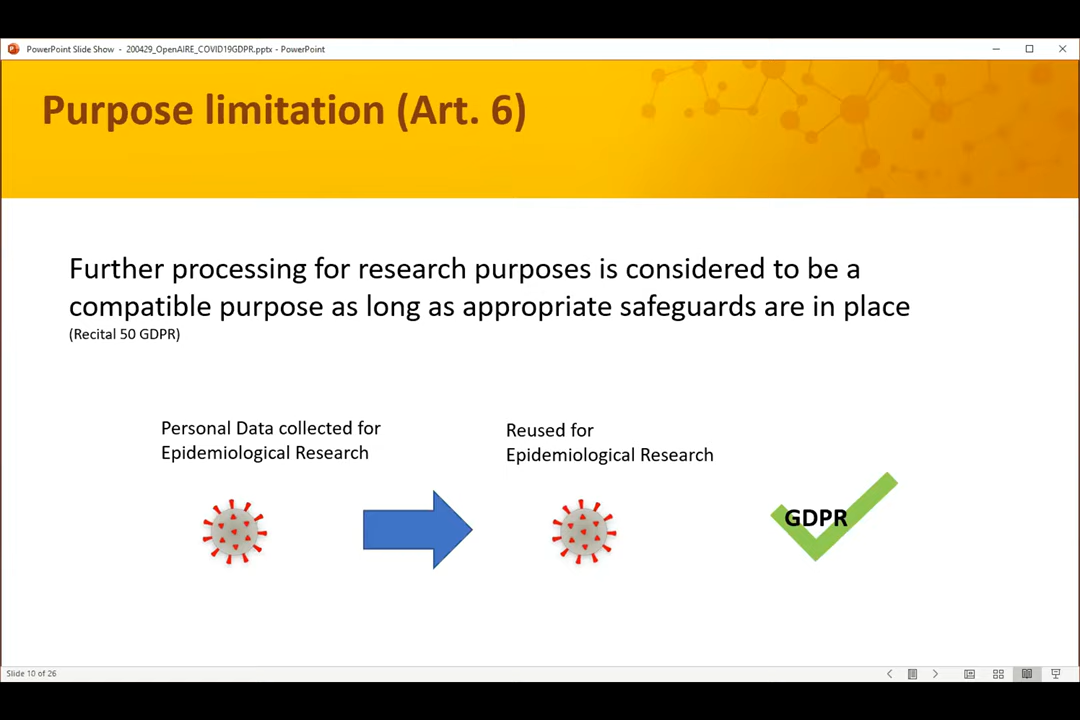 PowerPoint Slide Show - 200429_OpenAIRE_COVID19GDPR.pptx - PowerPoint
Purpose limitation (Art. 6)
Further processing for research purposes is considered to be a
compatible purpose as long as appropriate safeguards are in place
(Recital 50 GDPR)
Personal Data collected for
Epidemiological Research
Reused for
Epidemiological Research
GDPR
Slide 10 of 26